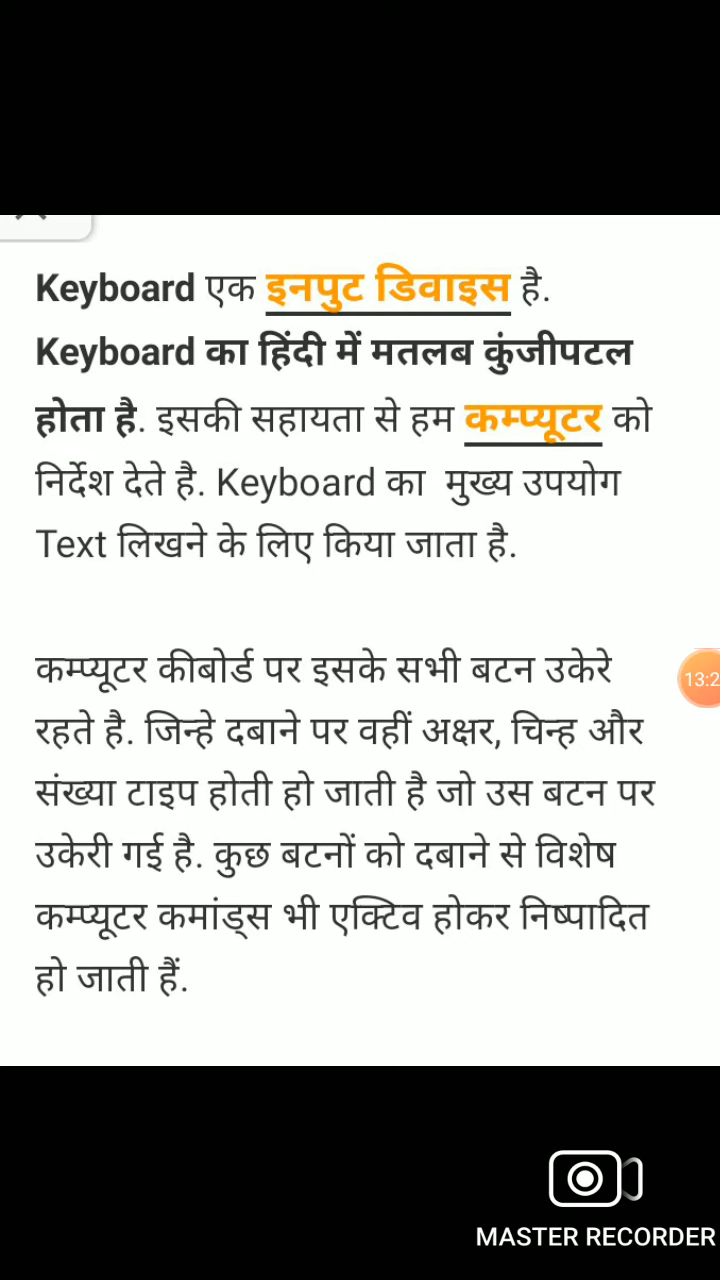 Keyboard एक इनपुट डिवाइस है.
Keyboard का हिंदी में मतलब कुंजीपटल
होता है. इसकी सहायता से हम कम्प्यूटर को
निर्देश देते है. Keyboard का मुख्य उपयोग
Text लिखने के लिए किया जाता है.
कम्प्यूटर कीबोर्ड पर इसके सभी बटन उकेरे
रहते है. जिन्हे दबाने पर वहीं अक्षर, चिन्ह और
संख्या टाइप होती हो जाती है जो उस बटन पर
उकेरी गई है. कुछ बटनों को दबाने से विशेष
कम्प्यूटर कमांड्स भी एक्टिव होकर निष्पादित
हो जाती हैं.
13:2
MASTER RECORDER